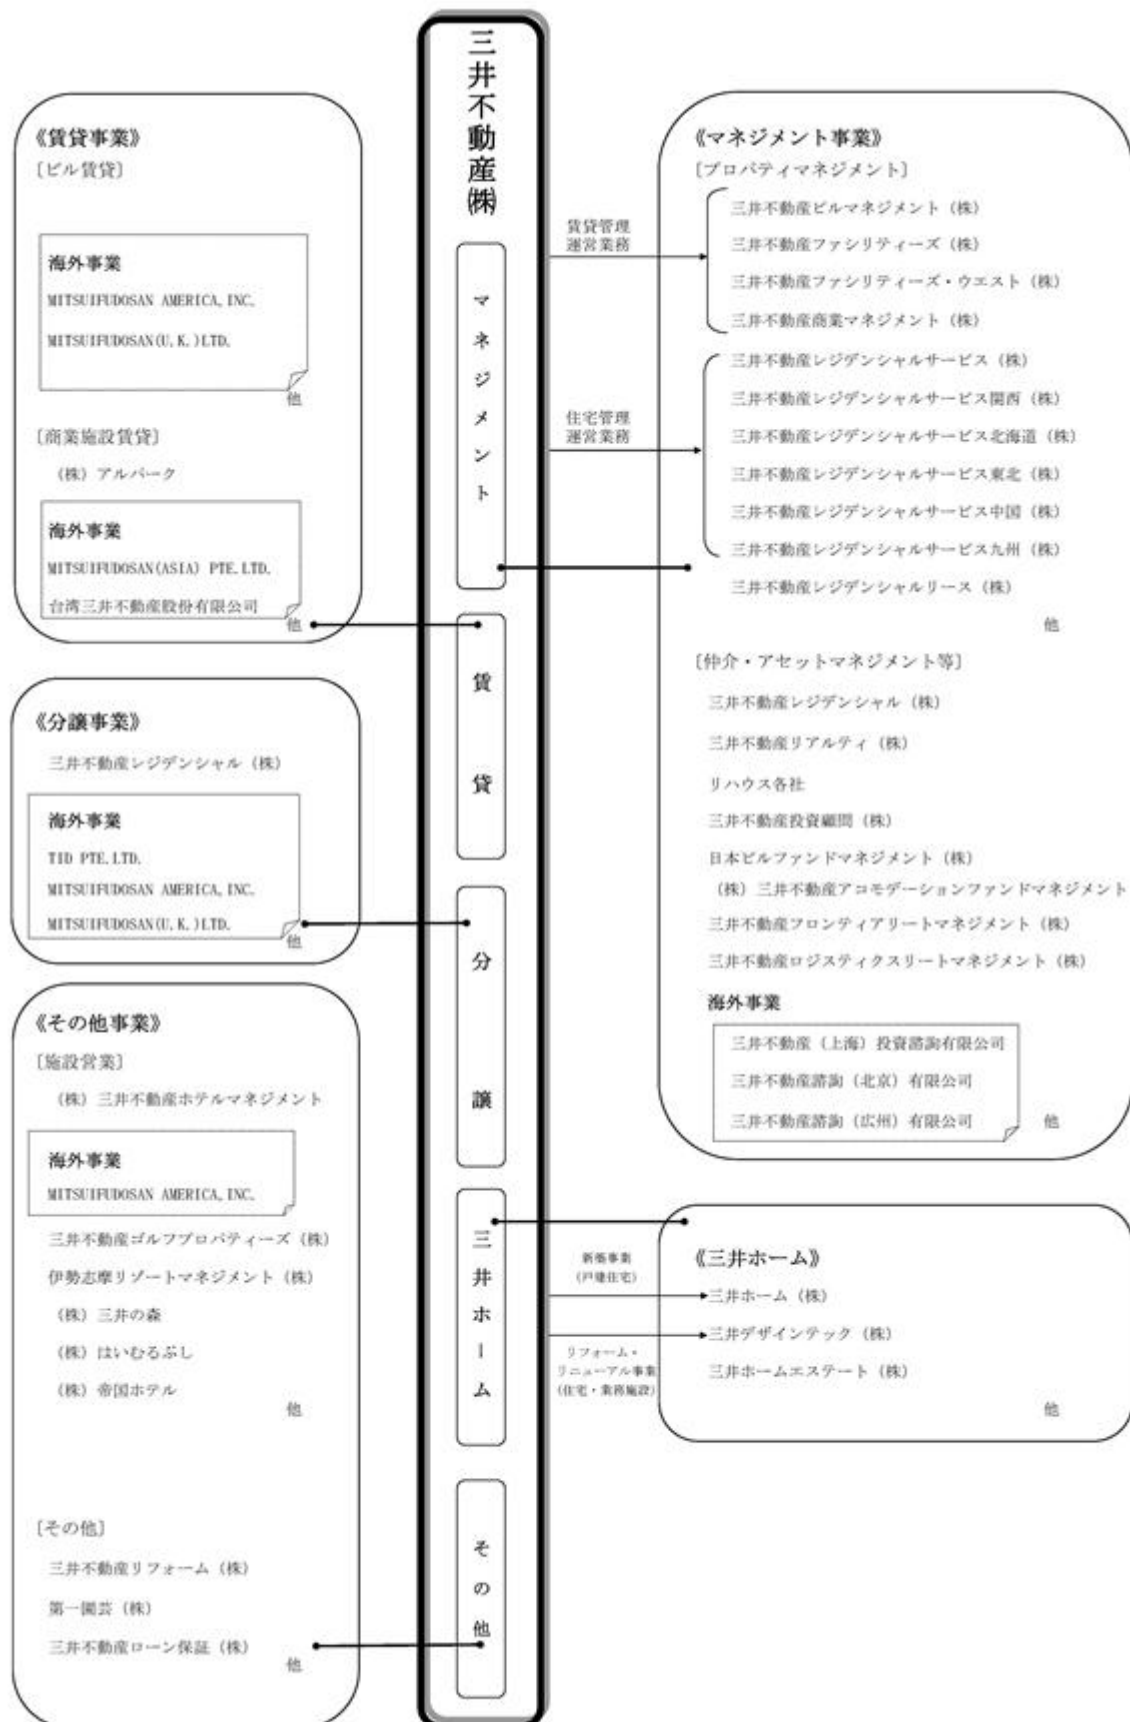 三井不動産㈱
マネジメント
賃貸
分譲
三井ホーム
その他
《賃貸事業》
〔ビル賃貸〕
海外事業
MITSUIFUDOSAN AMERICA,INC.
MITSUIFUDOSAN(U.K.)LTD.
他
〔商業施設賃貸〕
（株）アルパーク
海外事業
MITSUIFUDOSAN(ASIA) PTE.LTD.
台湾三井不動産股份有限公司
他
《分譲事業》
三井不動産レジデンシャル（株）
海外事業
TID PTE.LTD.
MITSUIFUDOSAN AMERICA,INC.
MITSUIFUDOSAN(U.K.)LTD.
他
《その他事業》
〔施設営業〕
（株）三井不動産ホテルマネジメント
海外事業
MITSUIFUDOSAN AMERICA,INC.
三井不動産ゴルフプロパティーズ（株）
伊勢志摩リゾートマネジメント（株）
（株）三井の森
（株）はいむるぶし
（株）帝国ホテル
他
〔その他〕
三井不動産リフォーム（株）
第一園芸（株）
三井不動産ローン保証（株）
他
賃貸管理
運営業務
住宅管理
運営業務
《マネジメント事業》
〔プロパティマネジメント〕
三井不動産ビルマネジメント（株）
三井不動産ファシリティーズ（株）
三井不動産ファシリティーズ・ウエスト（株）
三井不動産商業マネジメント（株）
三井不動産レジデンシャルサービス（株）
三井不動産レジデンシャルサービス関西（株）
三井不動産レジデンシャルサービス北海道（株）
三井不動産レジデンシャルサービス東北（株）
三井不動産レジデンシャルサービス中国（株）
三井不動産レジデンシャルサービス九州（株）
三井不動産レジデンシャルリース（株）
他
〔仲介・アセットマネジメント等〕
三井不動産レジデンシャル（株）
三井不動産リアルティ（株）
リハウス各社
三井不動産投資顧問（株）
日本ビルファンドマネジメント（株）
（株）三井不動産アコモデーションファンドマネジメント
三井不動産フロンティアリートマネジメント（株）
三井不動産ロジスティクスリートマネジメント（株）
海外事業
三井不動産（上海）投資諮詢有限公司
三井不動産諮詢（北京）有限公司
三井不動産諮詢（広州）有限公司
他
新築事業
（戸建住宅）
リフォーム・
リニューアル事業
（住宅・業務施設）
《三井ホーム》
三井ホーム（株）
三井デザインテック（株）
三井ホームエステート（株）
他